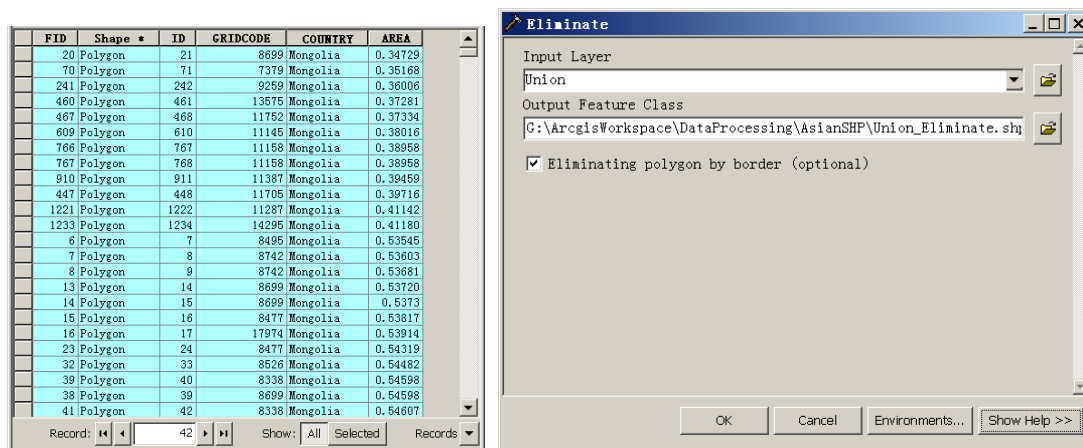 FID Shape * ID GRIDCODE COUNTRY AREA
20 Polygon 21 8699 Mongolia 0.34729
70 Polygon 71 7379 Mongolia 0.35168
241 Polygon 242 9259 Mongolia 0.36006
460 Polygon 461 13575 Mongolia 0.37281
467 Polygon 468 11752 Mongolia 0.37334
609 Polygon 610 11145 Mongolia 0.38016
766 Polygon 767 11158 Mongolia 0.38958
767 Polygon 768 11158 Mongolia 0.38958
910 Polygon 911 11387 Mongolia 0.39459
447 Polygon 448 11705 Mongolia 0.39716
1221 Polygon 1222 11287 Mongolia 0.41142
1233 Polygon 1234 14295 Mongolia 0.41180
6 Polygon 7 8495 Mongolia 0.53545
7 Polygon 8 8742 Mongolia 0.53603
8 Polygon 9 8742 Mongolia 0.53681
13 Polygon 14 8699 Mongolia 0.53720
14 Polygon 15 8699 Mongolia 0.5373
15 Polygon 16 8477 Mongolia 0.53817
16 Polygon 17 17974 Mongolia 0.53914
23 Polygon 24 8477 Mongolia 0.54319
32 Polygon 33 8526 Mongolia 0.54482
39 Polygon 40 8338 Mongolia 0.54598
38 Polygon 39 8699 Mongolia 0.54598
41 Polygon 42 8338 Mongolia 0.54607
Record: 42 Show: All Selected Records
Eliminate
Input Layer
Union
Output Feature Class
G:\ArcgisWorkspace\DataProcessing\AsianSHP\Union_Eliminate.shp
Eliminating polygon by border (optional)
OK Cancel Environments... Show Help >>